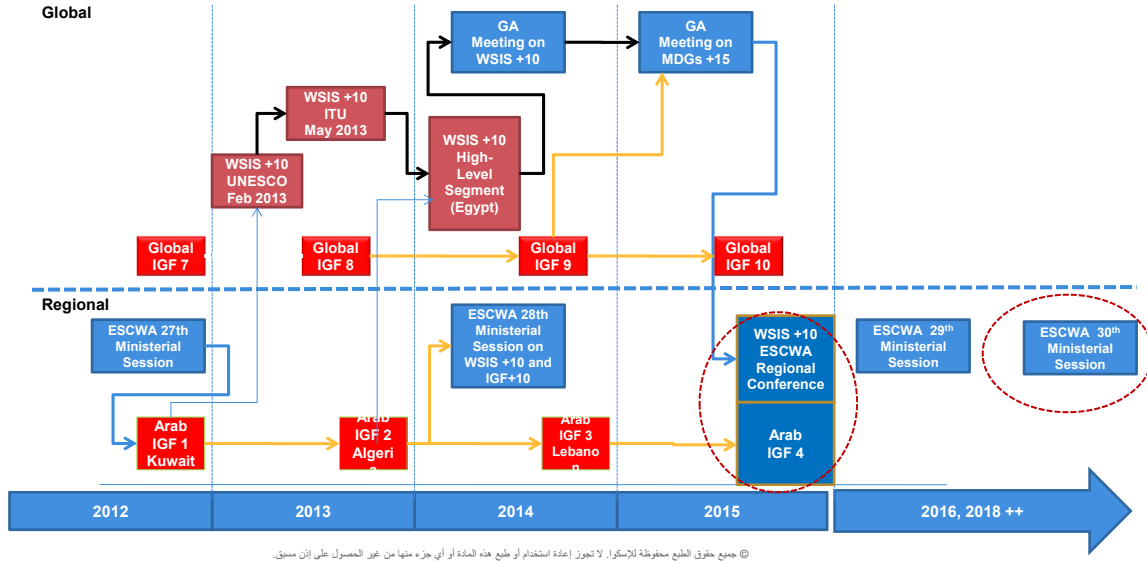 Global
GA
Meeting on
WSIS +10
GA
Meeting on
MDGs +15
WSIS +10
ITU
May 2013
WSIS +10
UNESCO
Feb 2013
WSIS +10
High-
Level
Segment
(Egypt)
Global
IGF 7
Global
IGF 8
Global
IGF 9
Global
IGF 10
Regional
ESCWA 27th
Ministerial
Session
ESCWA 28th
Ministerial
Session on
WSIS +10 and
IGF+10
WSIS +10
ESCWA
Regional
Conference
ESCWA 29th
Ministerial
Session
ESCWA 30th
Ministerial
Session
Arab
IGF 1
Kuwait
Arab
IGF 2
Algeri
a
Arab
IGF 3
Lebano
n
Arab
IGF 4
2012
2013
2014
2015
2016, 2018 ++
© جميع حقوق الطبع محفوظة للإسكوا. لا تجوز إعادة استخدام أو طبع هذه المادة أو أي جزء منها من غير الحصول على إذن مسبق.